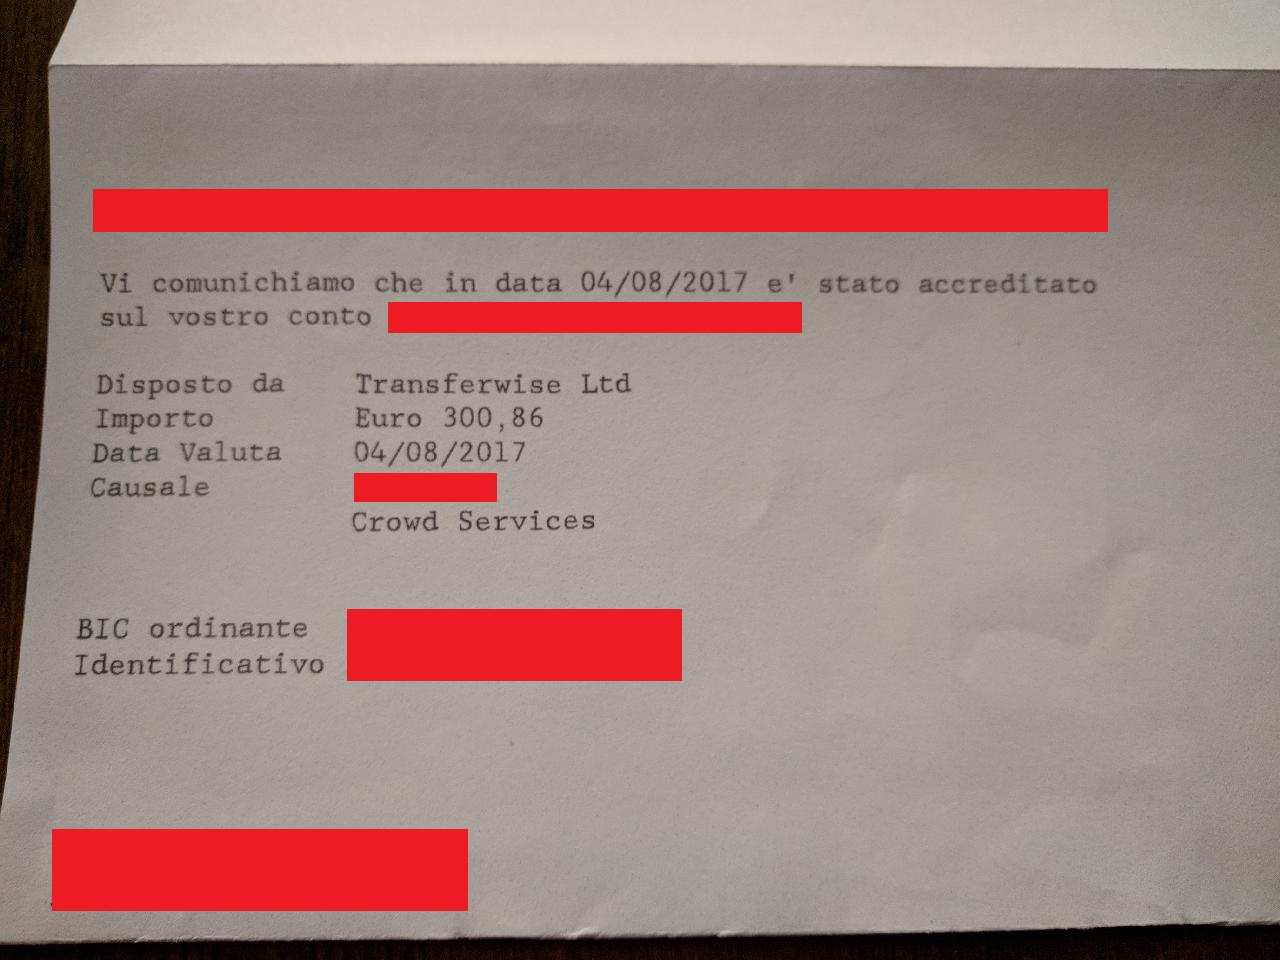 Vi comunichiamo che in data 04/08/2017 e' stato accreditato
sul vostro conto
Disposto da Transferwise Ltd
Importo Euro 300,86
Data Valuta 04/08/2017
Causale
Crowd Services
BIC ordinante
Identificativo